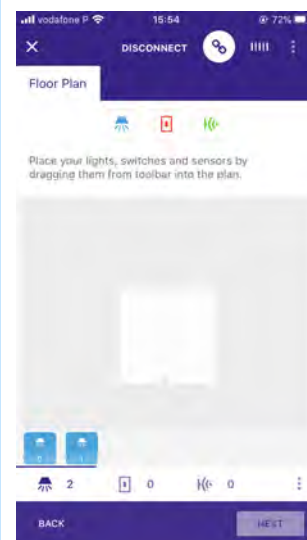 vodafone P 15:54 72%
DISCONNECT
Floor Plan
Place your lights, switches and sensors by
dragging them from toolbar into the plan.
2 0 0
BACK NEXT